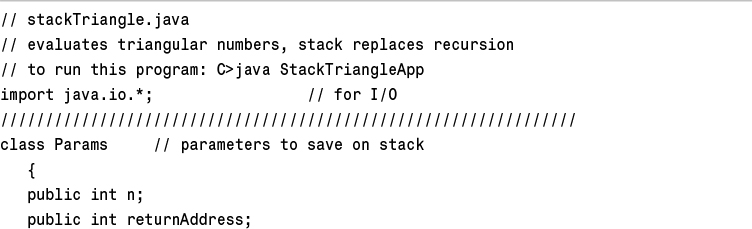 // stackTriangle.java
// evaluates triangular numbers, stack replaces recursion
// to run this program: C>java StackTriangleApp
import java.io.*;                 // for I/O
////////////////////////////////////////////////////////////////
class Params     // parameters to save on stack
   {
   public int n;
   public int returnAddress;